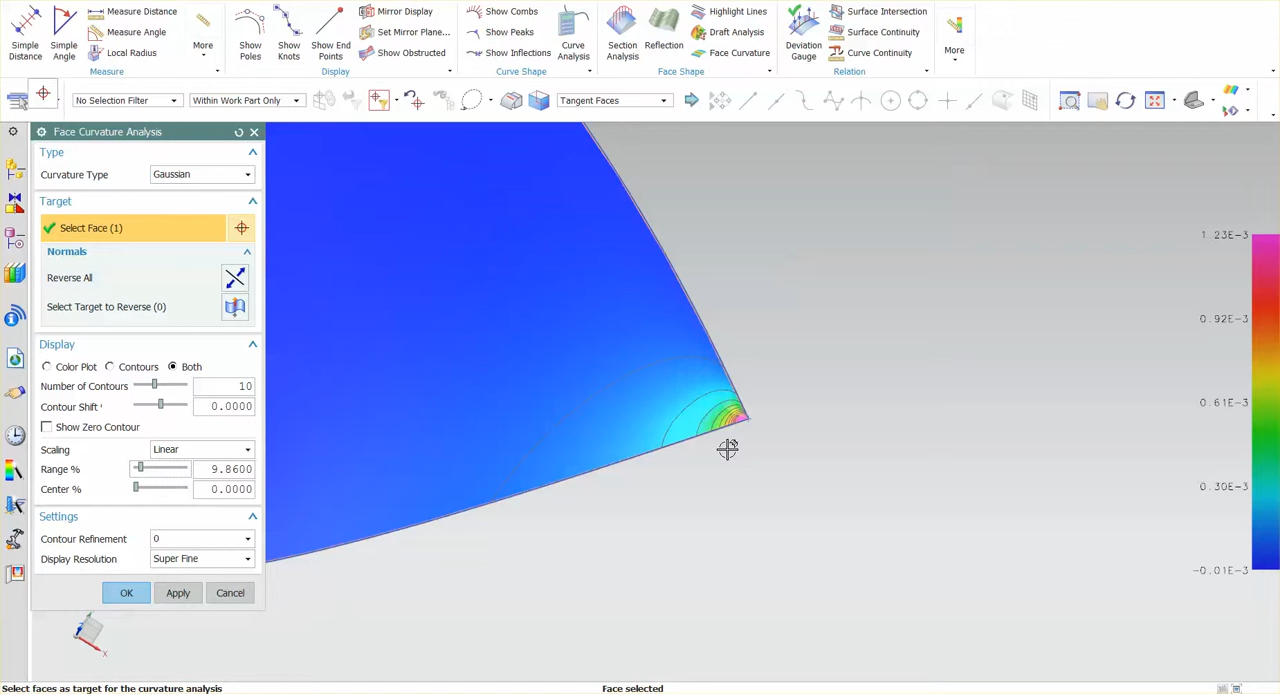 Simple Distance
Simple Angle
Measure Distance
Measure Angle
Local Radius
More
Measure
Show Poles
Show Knots
Show End Points
Mirror Display
Set Mirror Plane...
Show Obstructed
Display
Show Combs
Show Peaks
Show Inflections
Curve Analysis
Curve Shape
Section Analysis
Reflection
Highlight Lines
Draft Analysis
Face Curvature
Face Shape
Deviation Gauge
Surface Intersection
Surface Continuity
Curve Continuity
Relation
More
No Selection Filter
Within Work Part Only
Tangent Faces
Face Curvature Analysis
Type
Curvature Type
Gaussian
Target
Select Face (1)
Normals
Reverse All
Select Target to Reverse (0)
Display
Color Plot
Contours
Both
Number of Contours
10
Contour Shift
0.0000
Show Zero Contour
Scaling
Linear
Range %
9.8600
Center %
0.0000
Settings
Contour Refinement
0
Display Resolution
Super Fine
OK
Apply
Cancel
1.23E-3
0.92E-3
0.61E-3
0.30E-3
-0.01E-3
X
Select faces as target for the curvature analysis
Face selected